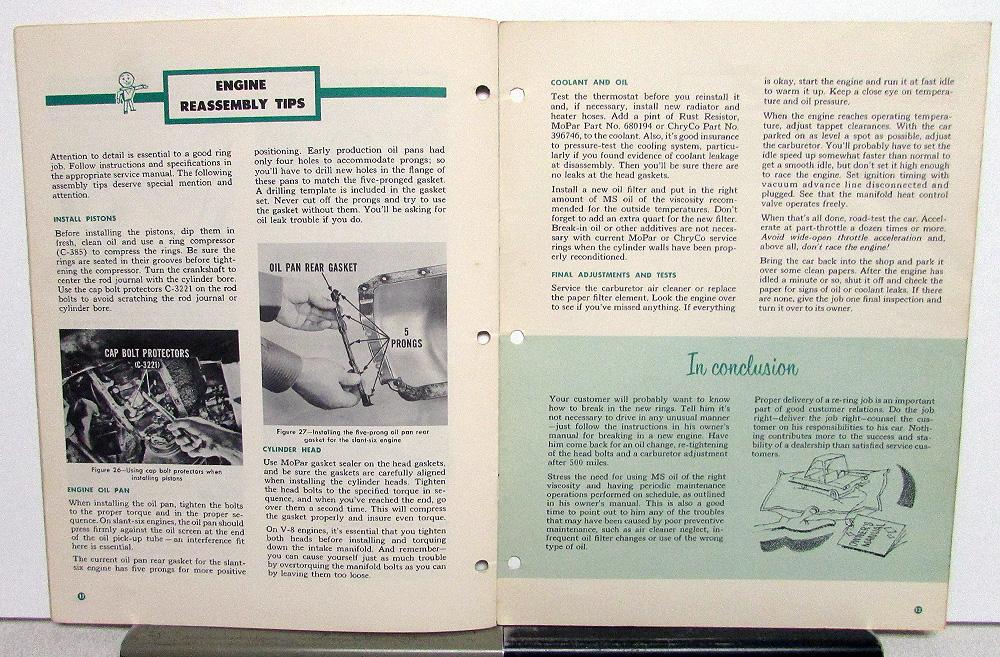 ENGINE
REASSEMBLY TIPS
Attention to detail is essential to a good ring
job. Follow instructions and specifications in
the appropriate service manual. The following
assembly tips deserve special mention and
attention.
INSTALL PISTONS
Before installing the pistons, dip them in
fresh, clean oil and use a ring compressor
(C-385) to compress the rings. Be sure the
rings are seated in their grooves before tight-
ening the compressor. Turn the crankshaft to
center the rod journal with the cylinder bore.
Use the cap bolt protectors C-3221 on the rod
bolts to avoid scratching the rod journal or
cylinder bore.
CAP BOLT PROTECTORS
(C-3221)
Figure 26—Using cap bolt protectors when
installing pistons
ENGINE OIL PAN
When installing the oil pan, tighten the bolts
to the proper torque and in the proper se-
quence. On slant-six engines, the oil pan should
press firmly against the oil screen at the end
of the oil pick-up tube—an interference fit
here is essential.
The current oil pan rear gasket for the slant-
six engine has five prongs for more positive
positioning. Early production oil pans had
only four holes to accommodate prongs; so
you'll have to drill new holes in the flange of
these pans to match the five-pronged gasket.
A drilling template is included in the gasket
set. Never cut off the prongs and try to use
the gasket without them. You'll be asking for
oil leak trouble if you do.
OIL PAN REAR GASKET
5
PRONGS
Figure 27—Installing the five-prong oil pan rear
gasket for the slant-six engine
CYLINDER HEAD
Use MoPar gasket sealer on the head gaskets,
and be sure the gaskets are carefully aligned
when installing the cylinder heads. Tighten
the head bolts to the specified torque in se-
quence, and when you've reached the end, go
over them a second time. This will compress
the gasket properly and insure even torque.
On V-8 engines, it's essential that you tighten
both heads before installing and torquing
down the intake manifold. And remember—
you can cause yourself just as much trouble
by overtorquing the manifold bolts as you can
by leaving them too loose.
COOLANT AND OIL
Test the thermostat before you reinstall it
and, if necessary, install new radiator and
heater hoses. Add a pint of Rust Resistor,
MoPar Part No. 680194 or ChryCo Part No.
396746, to the coolant. Also, it's good insurance
to pressure-test the cooling system, particu-
larly if you found evidence of coolant leakage
at disassembly. Then you'll be sure there are
no leaks at the head gaskets.
Install a new oil filter and put in the right
amount of MS oil of the viscosity recom-
mended for the outside temperatures. Don't
forget to add an extra quart for the new filter.
Break-in oil or other additives are not neces-
sary with current MoPar or ChryCo service
rings when the cylinder walls have been prop-
erly reconditioned.
FINAL ADJUSTMENTS AND TESTS
Service the carburetor air cleaner or replace
the paper filter element. Look the engine over
to see if you've missed anything. If everything
is okay, start the engine and run it at fast idle
to warm it up. Keep a close eye on tempera-
ture and oil pressure.
When the engine reaches operating tempera-
ture, adjust tappet clearances. With the car
parked on as level a spot as possible, adjust
the carburetor. You'll probably have to set the
idle speed up somewhat faster than normal to
get a smooth idle, but don't set it high enough
to race the engine. Set ignition timing with
vacuum advance line disconnected and
plugged. See that the manifold heat control
valve operates freely.
When that's all done, road-test the car. Accel-
erate at part-throttle a dozen times or more.
Avoid wide-open throttle acceleration and,
above all, don't race the engine!
Bring the car back into the shop and park it
over some clean papers. After the engine has
idled a minute or so, shut it off and check the
paper for signs of oil or coolant leaks. If there
are none, give the job one final inspection and
turn it over to its owner.
In conclusion
Your customer will probably want to know
how to break in the new rings. Tell him it's
not necessary to drive in any unusual manner
—just follow the instructions in his owner's
manual for breaking in a new engine. Have
him come back for an oil change, re-tightening
of the head bolts and a carburetor adjustment
after 500 miles.
Stress the need for using MS oil of the right
viscosity and having periodic maintenance
operations performed on schedule, as outlined
in his owner's manual. This is also a good
time to point out to him any of the troubles
that may have been caused by poor preventive
maintenance, such as air cleaner neglect, in-
frequent oil filter changes or use of the wrong
type of oil.
Proper delivery of a re-ring job is an important
part of good customer relations. Do the job
right—deliver the job right—counsel the cus-
tomer on his responsibilities to his car. Noth-
ing contributes more to the success and sta-
bility of a dealership than satisfied service cus-
tomers.
OWNER'S
MANUAL
12